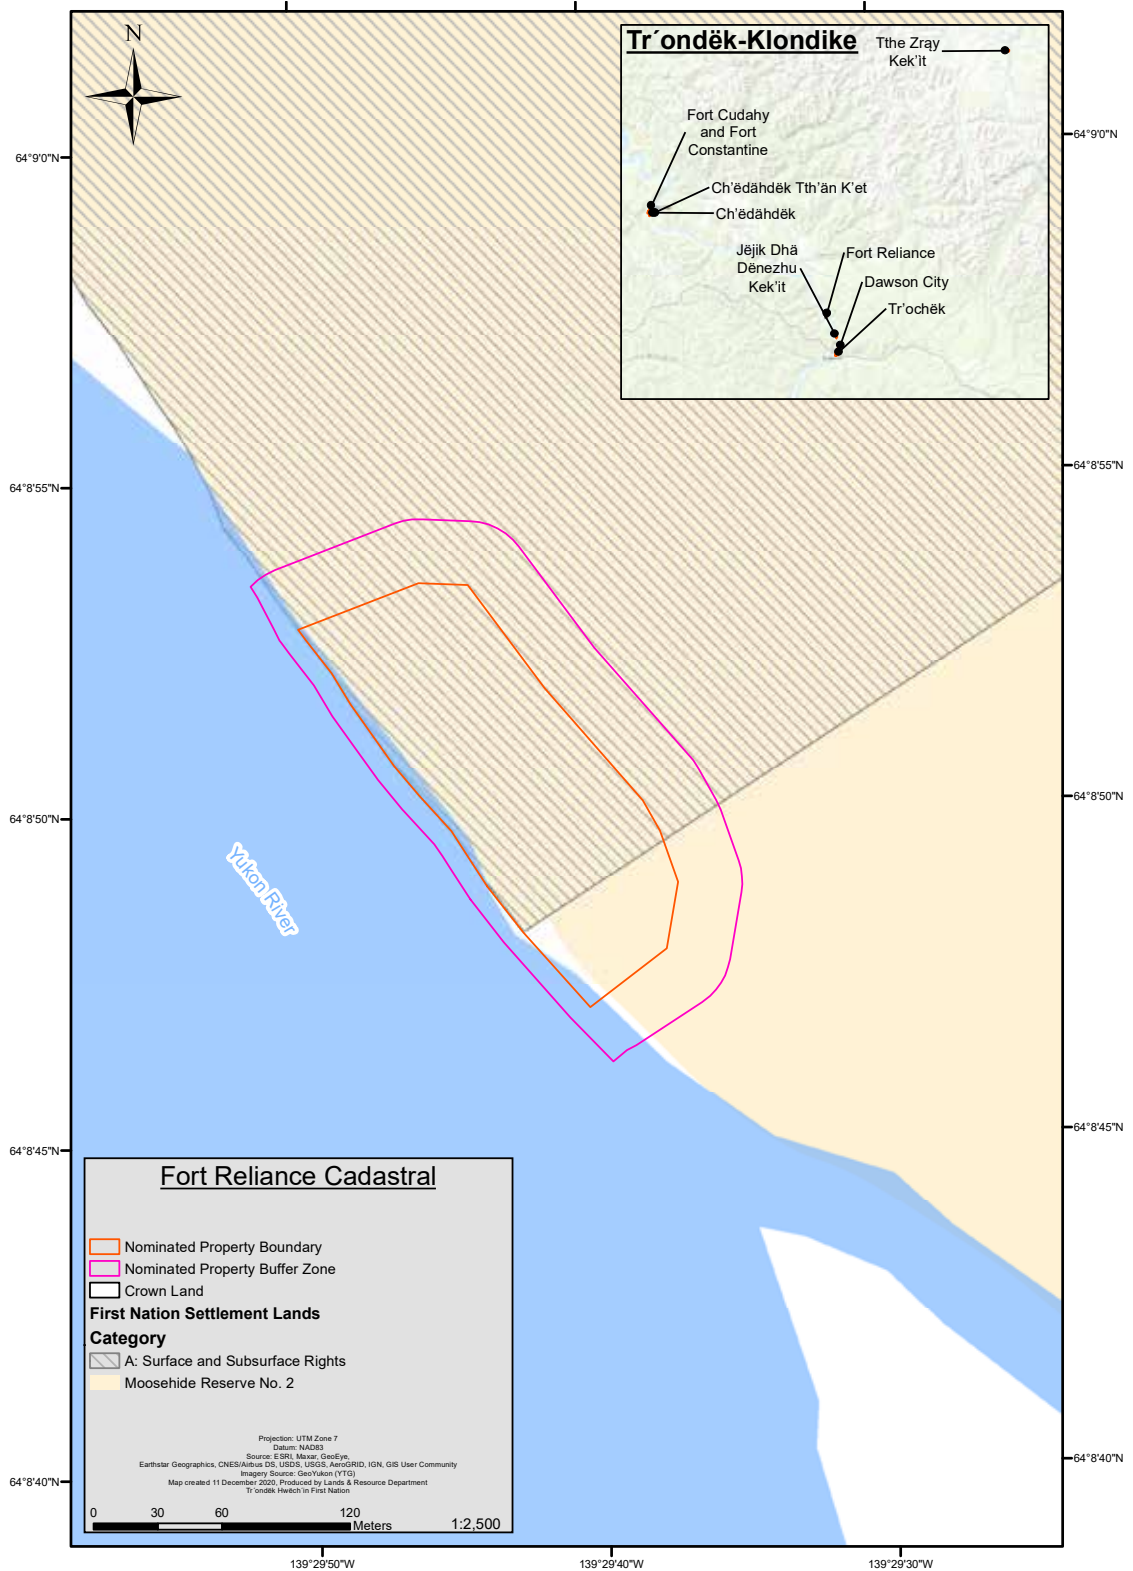 N
Tr´ondëk-Klondike
Tthe Zrąy
Kek'ìt
Fort Cudahy
and Fort
Constantine
Ch'ëdähdëk Tth'än K'et
Ch'ëdähdëk
Jëjik Dhä
Dënezhu
Kek'it
Fort Reliance
Dawson City
Tr'ochëk
64°9'0"N
64°9'0"N
64°8'55"N
64°8'55"N
64°8'50"N
64°8'50"N
64°8'45"N
64°8'45"N
64°8'40"N
64°8'40"N
Yukon River
Fort Reliance Cadastral
Nominated Property Boundary
Nominated Property Buffer Zone
Crown Land
First Nation Settlement Lands
Category
A: Surface and Subsurface Rights
Moosehide Reserve No. 2
Projection: UTM Zone 7
Datum: NAD83
Source: ESRI, Maxar, GeoEye,
Earthstar Geographics, CNES/Airbus DS, USDS, USGS, AeroGRID, IGN, GIS User Community
Imagery Source: GeoYukon (YTG)
Map created 11 December 2020, Produced by Lands & Resource Department
Tr´ondëk Hwëch´in First Nation
0 30 60 120
Meters
1:2,500
139°29'50"W
139°29'40"W
139°29'30"W